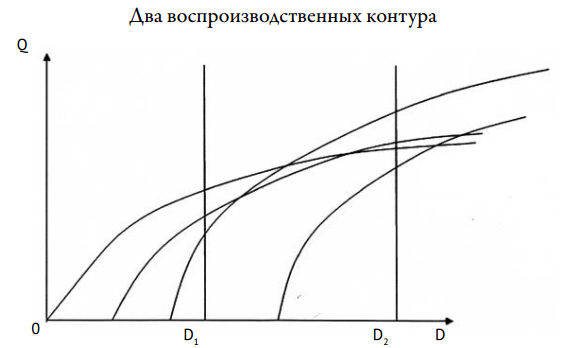 Два воспроизводственных контура
Q
0
D₁
D₂
D